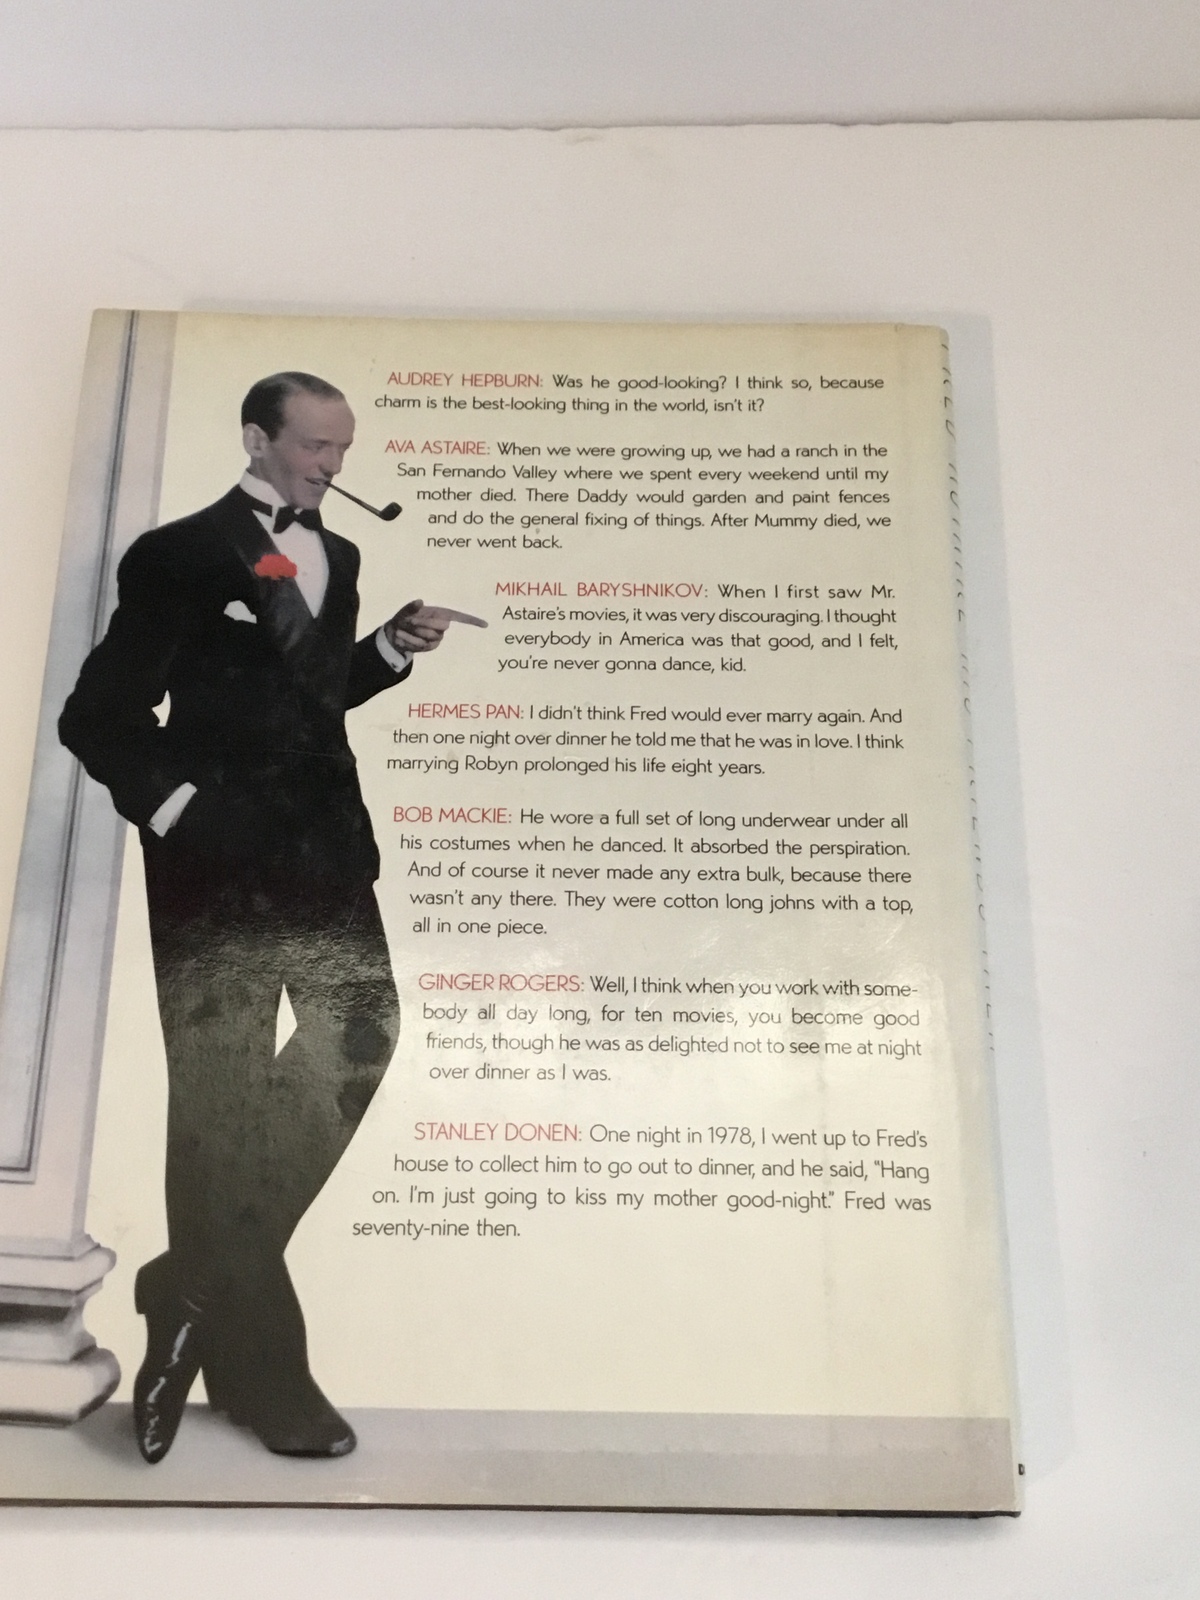 AUDREY HEPBURN: Was he good-looking? I think so, because
charm is the best-looking thing in the world, isn't it?
AVA ASTAIRE: When we were growing up, we had a ranch in the
San Fernando Valley where we spent every weekend until my
mother died. There Daddy would garden and paint fences
and do the general fixing of things. After Mummy died, we
never went back.
MIKHAIL BARYSHNIKOV: When I first saw Mr.
Astaire's movies, it was very discouraging. I thought
everybody in America was that good, and I felt,
you're never gonna dance, kid.
HERMES PAN: I didn't think Fred would ever marry again. And
then one night over dinner he told me that he was in love. I think
marrying Robyn prolonged his life eight years.
BOB MACKIE: He wore a full set of long underwear under all
his costumes when he danced. It absorbed the perspiration.
And of course it never made any extra bulk, because there
wasn't any there. They were cotton long johns with a top,
all in one piece.
GINGER ROGERS: Well, I think when you work with some-
body all day long, for ten movies, you become good
friends, though he was as delighted not to see me at night
over dinner as I was.
STANLEY DONEN: One night in 1978, I went up to Fred's
house to collect him to go out to dinner, and he said, "Hang
on. I'm just going to kiss my mother good-night." Fred was
seventy-nine then.